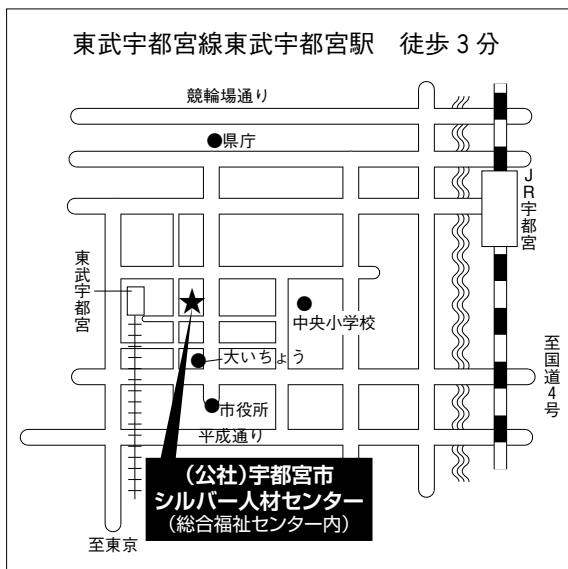 東武宇都宮線東武宇都宮駅　徒歩3分
競輪場通り
県庁
JR宇都宮
東武宇都宮
中央小学校
大いちょう
至国道4号
市役所
平成通り
(公社)宇都宮市
シルバー人材センター
(総合福祉センター内)
至東京